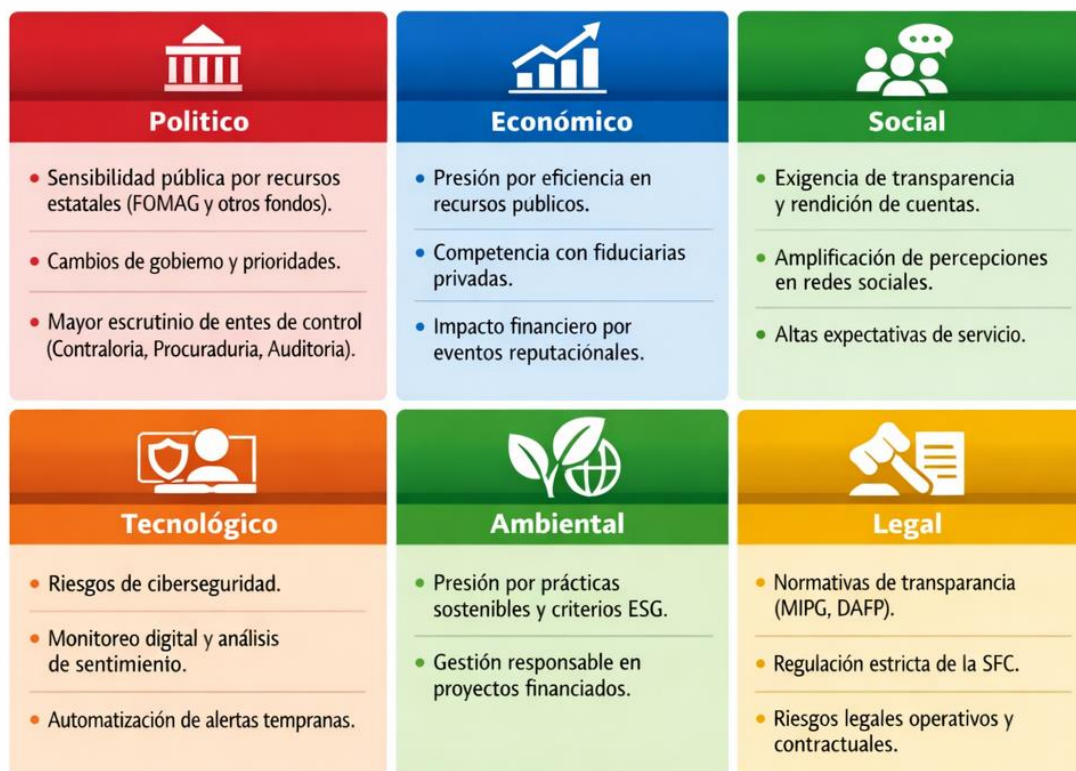 Politico
• Sensibilidad pública por recursos
estatales (FOMAG y otros fondos).
• Cambios de gobierno y prioridades.
• Mayor escrutinio de entes de control
(Contraloria, Procuraduria, Auditoria).
Económico
• Presión por eficiencia en
recursos publicos.
• Competencia con fiduciarias
privadas.
• Impacto financiero por
eventos reputaciónales.
Social
• Exigencia de transparencia
y rendición de cuentas.
• Amplificación de percepciones
en redes sociales.
• Altas expectativas de servicio.
Tecnológico
• Riesgos de ciberseguridad.
• Monitoreo digital y análisis
de sentimiento.
• Automatización de alertas tempranas.
Ambiental
• Presión por prácticas
sostenibles y criterios ESG.
• Gestión responsable en
proyectos financiados.
Legal
• Normativas de transparancia
(MIPG, DAFP).
• Regulación estricta de la SFC.
• Riesgos legales operativos y
contractuales.